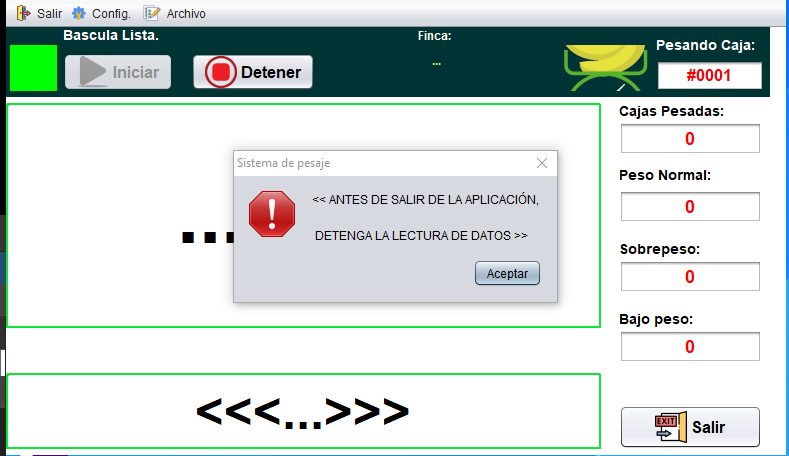 Salir Config. Archivo
Bascula Lista.
Finca:
Pesando Caja:
Iniciar
Detener
...
#0001
Cajas Pesadas:
0
Peso Normal:
0
Sobrepeso:
0
Bajo peso:
0
Sistema de pesaje
<< ANTES DE SALIR DE LA APLICACIÓN,
DETENGA LA LECTURA DE DATOS >>
Aceptar
...
<<<...>>>
EXIT
Salir